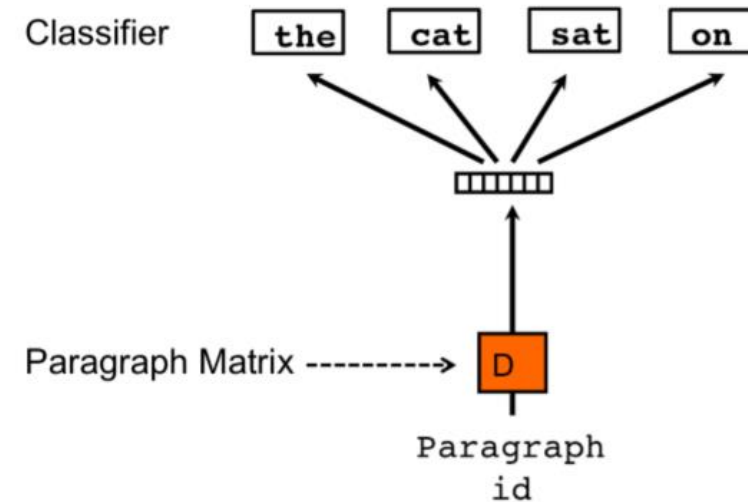 Classifier the cat sat on
Paragraph Matrix D
Paragraph
id